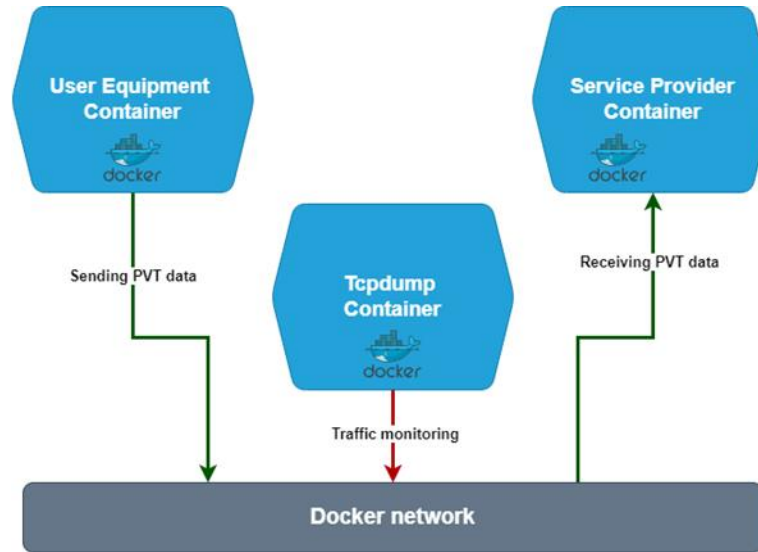 User Equipment
Container
docker
Service Provider
Container
docker
Sending PVT data
Receiving PVT data
Tcpdump
Container
docker
Traffic monitoring
Docker network